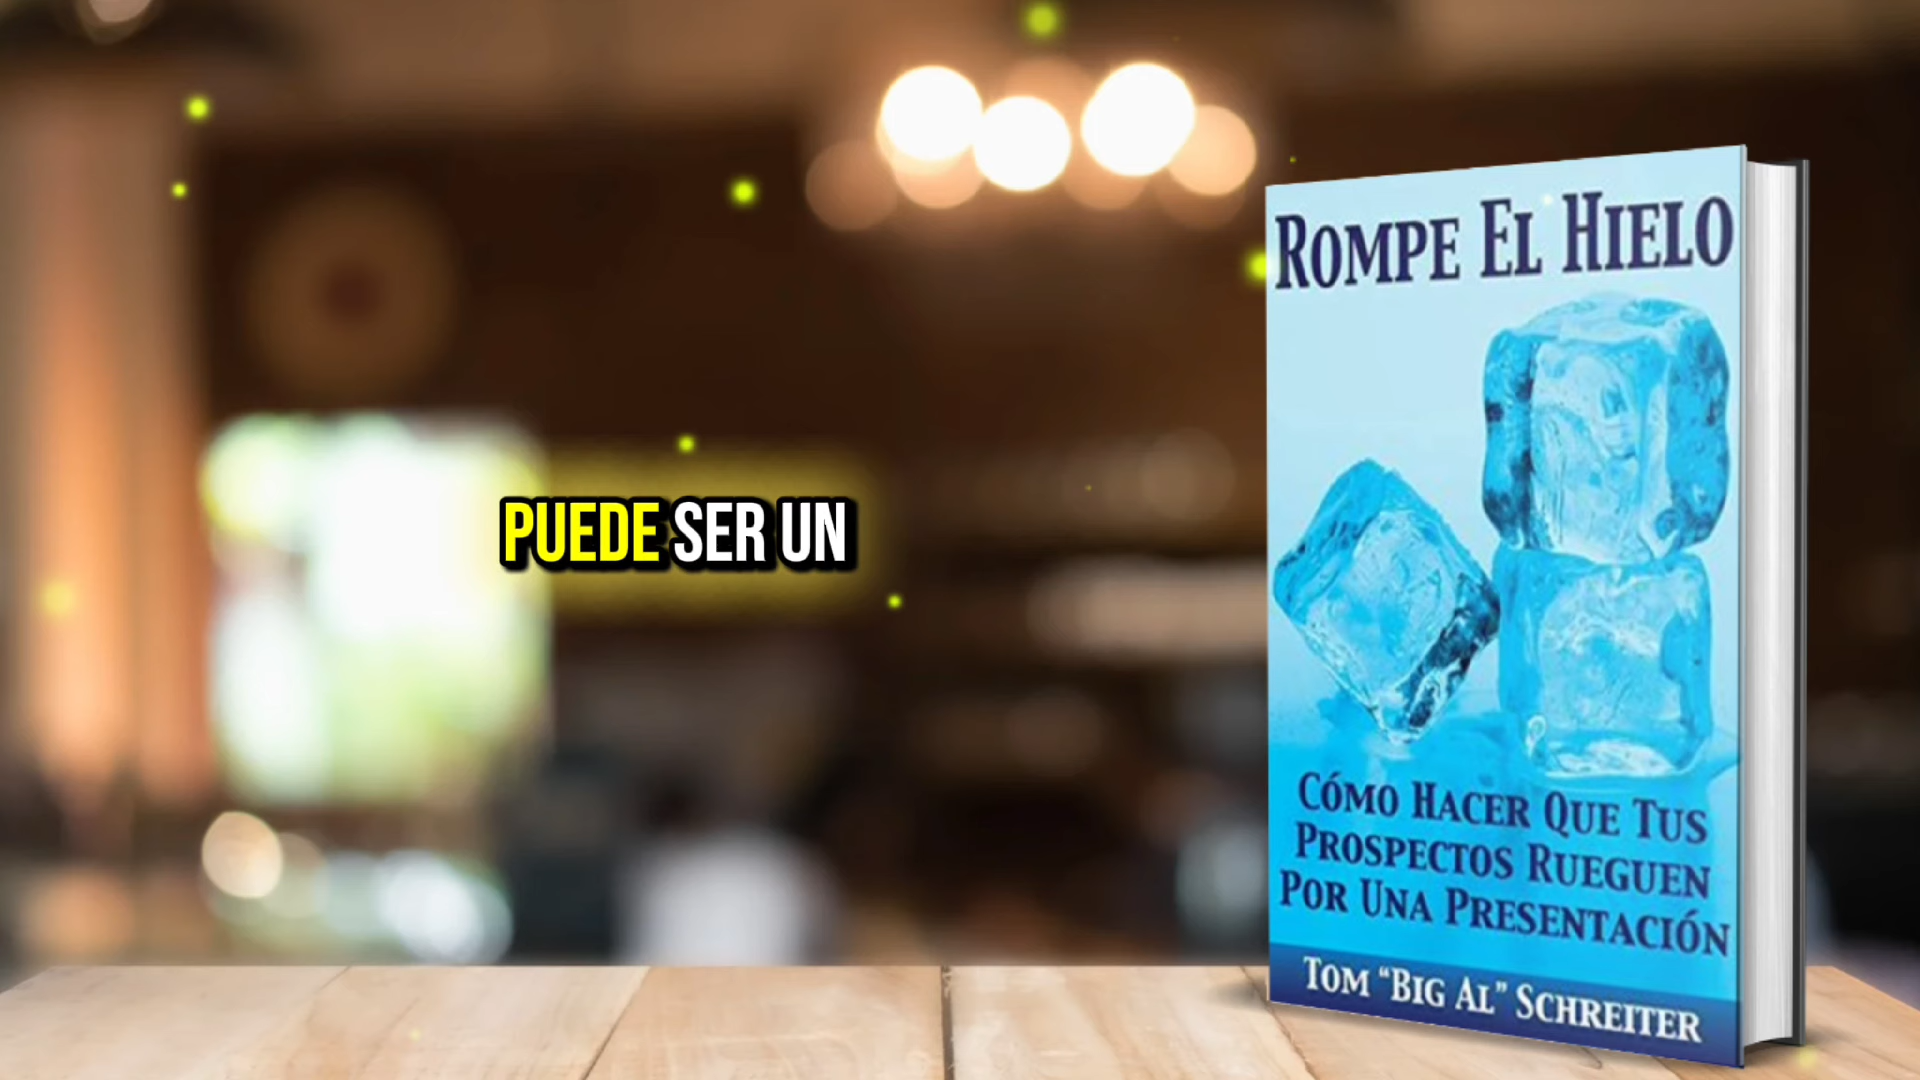 PUEDE SER UN
ROMPE EL HIELO
CÓMO HACER QUE TUS
PROSPECTOS RUEGUEN
POR UNA PRESENTACIÓN
TOM “BIG AL” SCHREITER